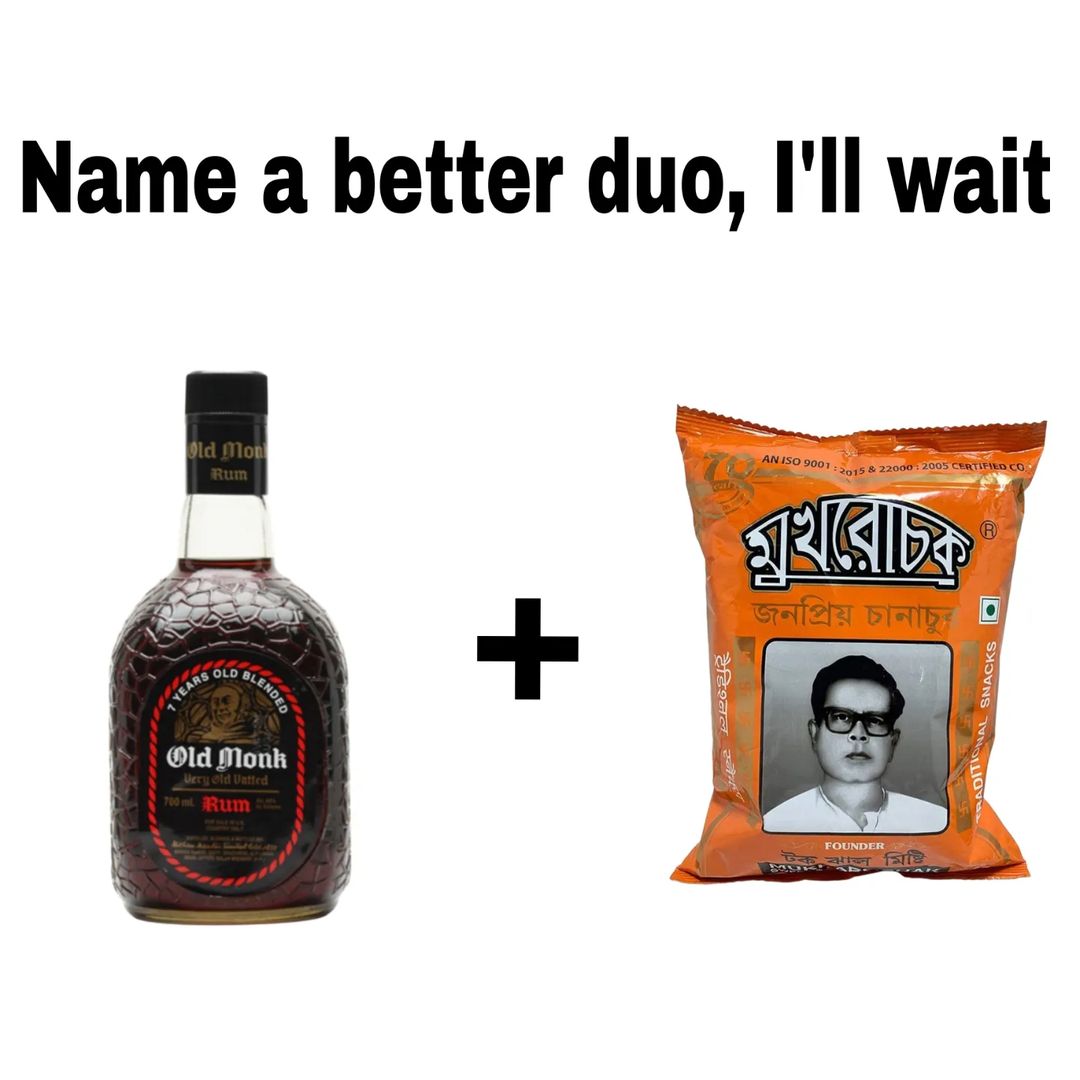 Name a better duo, I'll wait
Old Monk
Rum
7 YEARS OLD BLENDED
Old Monk
Very Old Vatted
700 ml. Rum
AN ISO 9001 : 2015 & 22000 : 2005 CERTIFIED CO
মুখরোচক ®
জনপ্রিয় চানাচুর
TRADITIONAL SNACKS
FOUNDER
টক ঝাল মিষ্টি